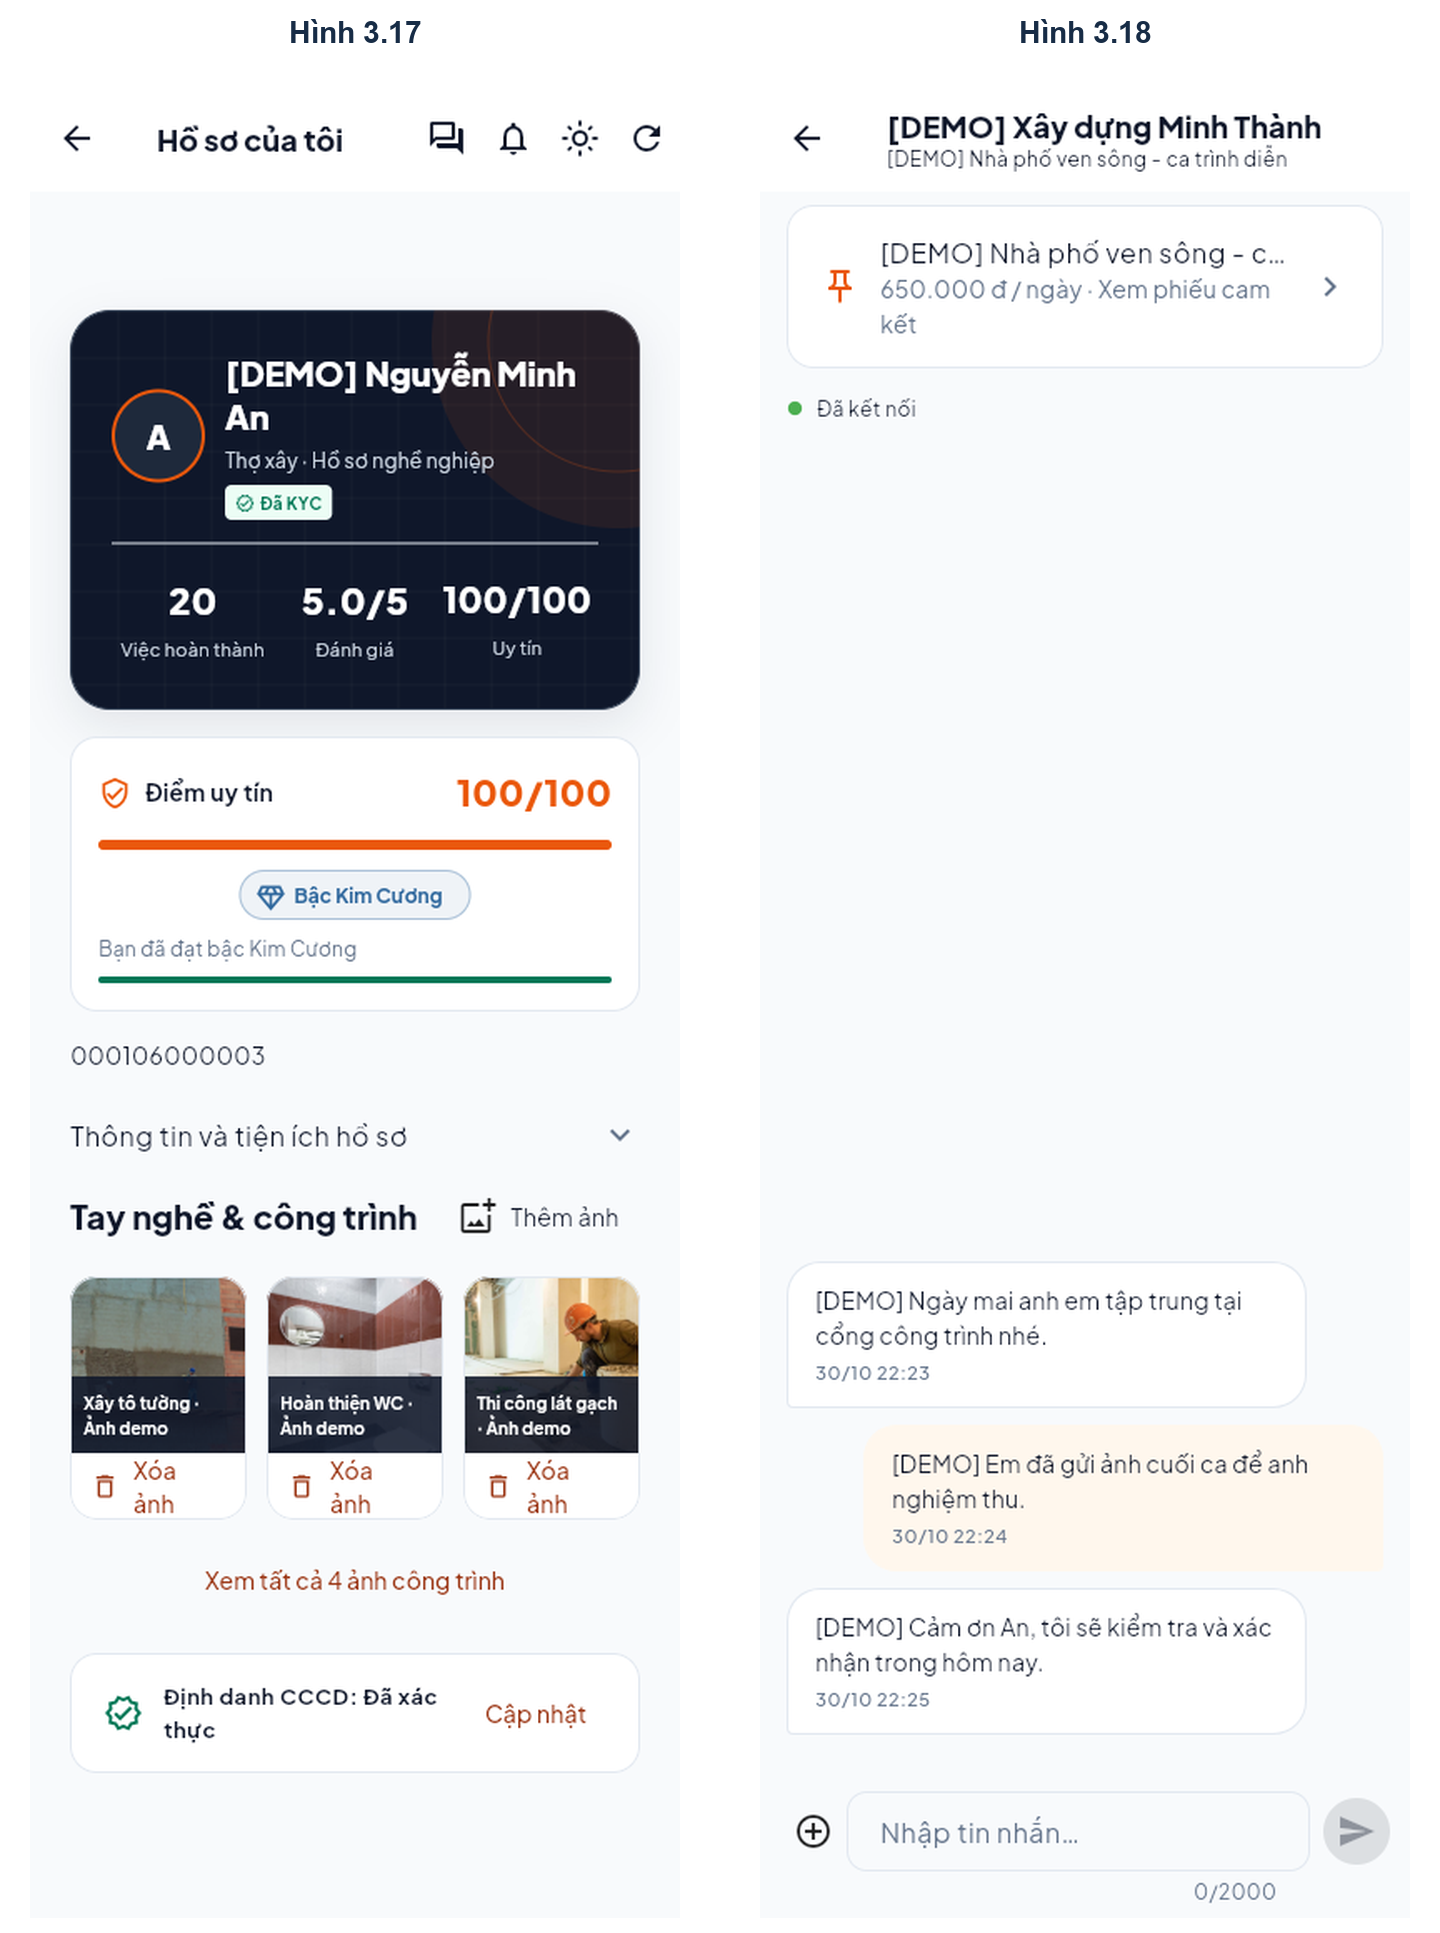 Hình 3.17
Hồ sơ của tôi
[DEMO] Nguyễn Minh
An
A
Thợ xây · Hồ sơ nghề nghiệp
Đã KYC
20
5.0/5
100/100
Việc hoàn thành
Đánh giá
Uy tín
Điểm uy tín
100/100
Bậc Kim Cương
Bạn đã đạt bậc Kim Cương
000106000003
Thông tin và tiện ích hồ sơ
Tay nghề & công trình
Thêm ảnh
Xây tô tường ·
Ảnh demo
Xóa
ảnh
Hoàn thiện WC ·
Ảnh demo
Xóa
ảnh
Thi công lát gạch
· Ảnh demo
Xóa
ảnh
Xem tất cả 4 ảnh công trình
Định danh CCCD: Đã xác
thực
Cập nhật
Hình 3.18
[DEMO] Xây dựng Minh Thành
[DEMO] Nhà phố ven sông - ca trình diễn
[DEMO] Nhà phố ven sông - c...
650.000 đ / ngày · Xem phiếu cam
kết
Đã kết nối
[DEMO] Ngày mai anh em tập trung tại
cổng công trình nhé.
30/10 22:23
[DEMO] Em đã gửi ảnh cuối ca để anh
nghiệm thu.
30/10 22:24
[DEMO] Cảm ơn An, tôi sẽ kiểm tra và xác
nhận trong hôm nay.
30/10 22:25
Nhập tin nhắn...
0/2000